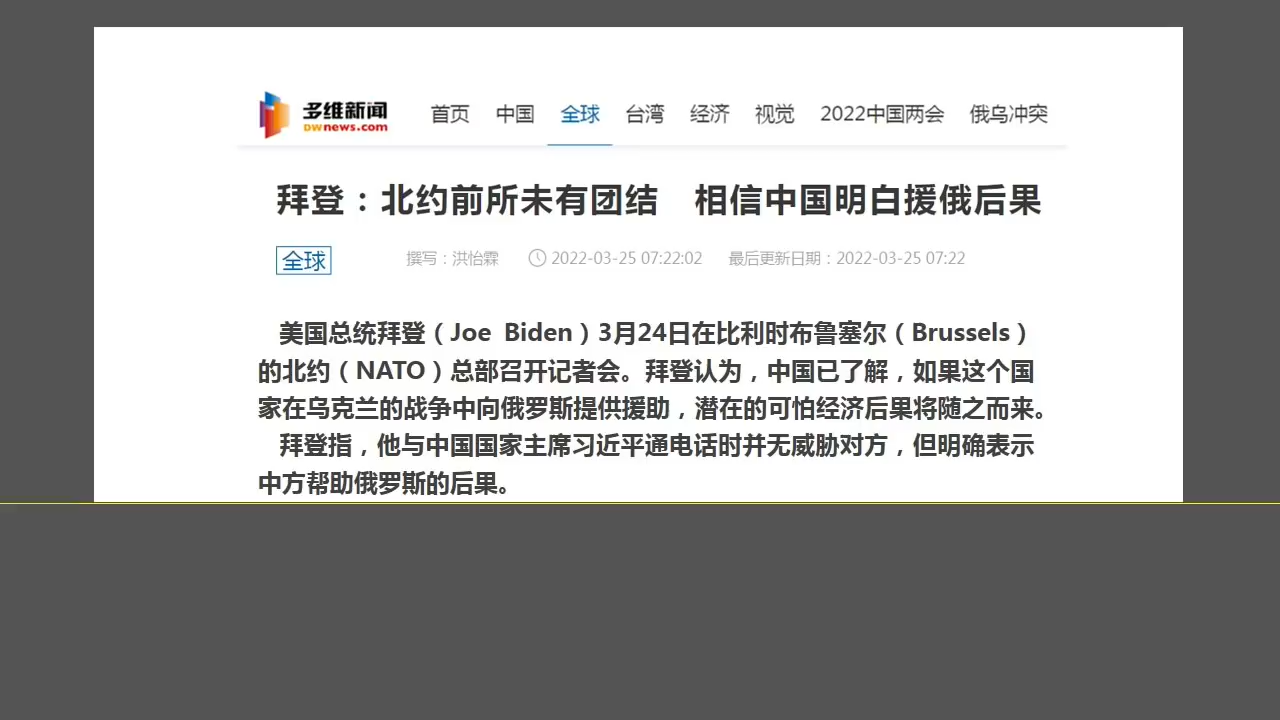 多维新闻
DWnews.com
首页 中国 全球 台湾 经济 视觉 2022中国两会 俄乌冲突
拜登：北约前所未有团结 相信中国明白援俄后果
全球 撰写：洪怡霖 2022-03-25 07:22:02 最后更新日期：2022-03-25 07:22
美国总统拜登（Joe Biden）3月24日在比利时布鲁塞尔（Brussels）
的北约（NATO）总部召开记者会。拜登认为，中国已了解，如果这个国
家在乌克兰的战争中向俄罗斯提供援助，潜在的可怕经济后果将随之而来。
拜登指，他与中国国家主席习近平通电话时并无威胁对方，但明确表示
中方帮助俄罗斯的后果。